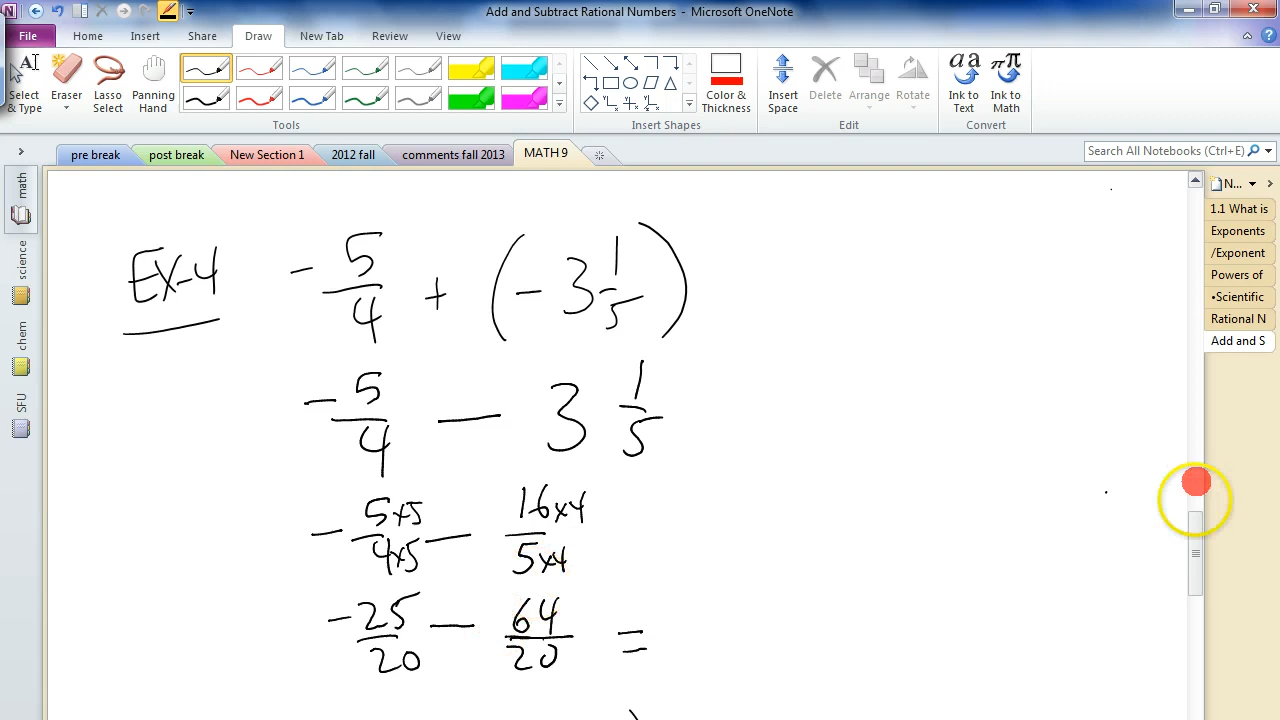 Add and Subtract Rational Numbers - Microsoft OneNote
File Home Insert Share Draw New Tab Review View
Select & Type
Eraser
Lasso Select
Panning Hand
Color & Thickness
Insert Space
Delete
Arrange
Rotate
Ink to Text
Ink to Math
Tools Insert Shapes Edit Convert
pre break post break New Section 1 2012 fall comments fall 2013 MATH 9
Search All Notebooks (Ctrl+E)
math
science
chem
SFU
N...
1.1 What is
Exponents
/Exponent
Powers of
•Scientific
Rational N
Add and S
EX-4 - 5/4 + (- 3 1/5)
- 5/4 - 3 1/5
- 5x5/4x5 - 16x4/5x4
- 25/20 - 64/20 =